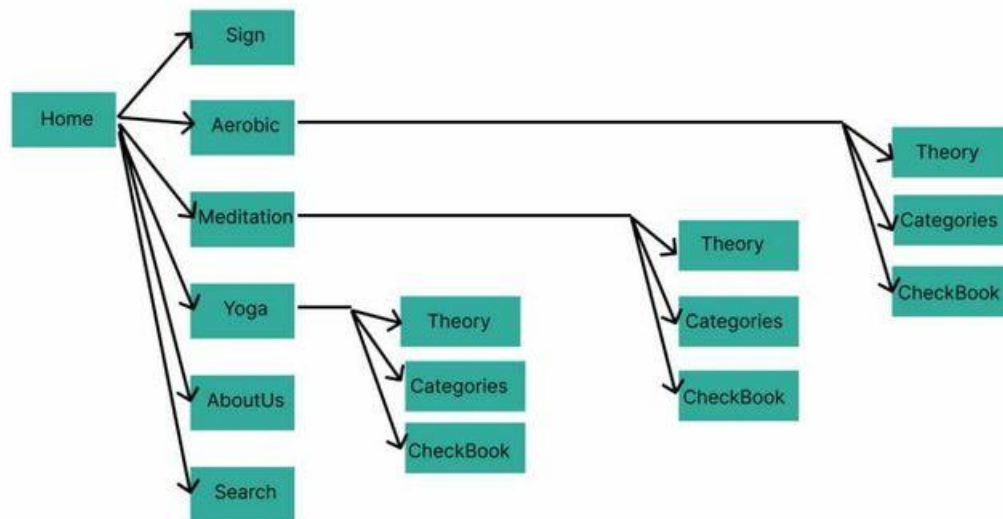 Sign
Home
Aerobic
Theory
Meditation
Categories
Theory
CheckBook
Yoga
Theory
Categories
Categories
AboutUs
CheckBook
CheckBook
Search